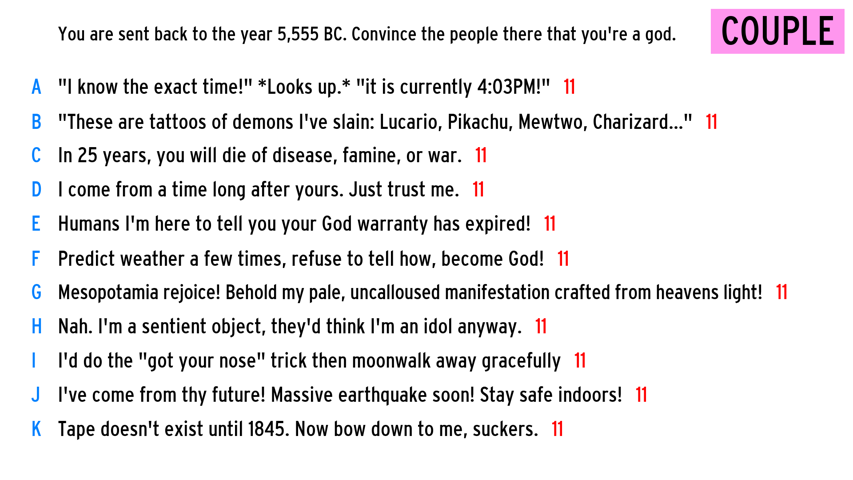 You are sent back to the year 5,555 BC. Convince the people there that you're a god.
COUPLE
A "I know the exact time!" *Looks up.* "it is currently 4:03PM!" 11
B "These are tattoos of demons I've slain: Lucario, Pikachu, Mewtwo, Charizard..." 11
C In 25 years, you will die of disease, famine, or war. 11
D I come from a time long after yours. Just trust me. 11
E Humans I'm here to tell you your God warranty has expired! 11
F Predict weather a few times, refuse to tell how, become God! 11
G Mesopotamia rejoice! Behold my pale, uncalloused manifestation crafted from heavens light! 11
H Nah. I'm a sentient object, they'd think I'm an idol anyway. 11
I I'd do the "got your nose" trick then moonwalk away gracefully 11
J I've come from thy future! Massive earthquake soon! Stay safe indoors! 11
K Tape doesn't exist until 1845. Now bow down to me, suckers. 11